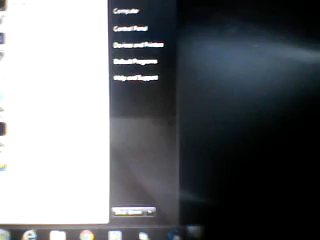 Computer
Control Panel
Devices and Printers
Default Programs
Help and Support